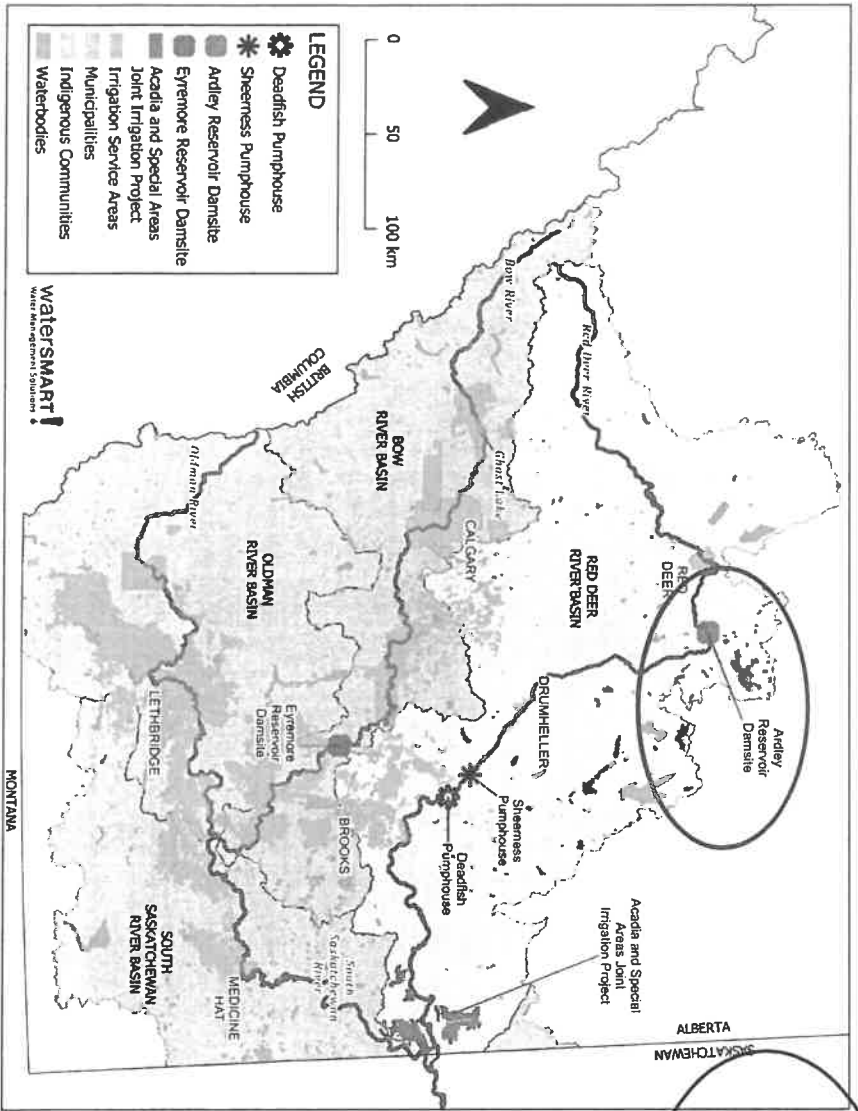 LEGEND
Deadfish Pumphouse
Sheerness Pumphouse
Ardley Reservoir Damsite
Eyremore Reservoir Damsite
Acadia and Special Areas
Joint Irrigation Project
Irrigation Service Areas
Municipalities
Indigenous Communities
Waterbodies
0 50 100 km
waterSMART
Water Management Solutions
BRITISH
COLUMBIA
Bow River
Red Deer River
Ghost Lake
Oldman River
BOW
RIVER BASIN
CALGARY
RED DEER
RIVER BASIN
RED
DEER
Ardley
Reservoir
Damsite
DRUMHELLER
Sheerness
Pumphouse
Deadfish
Pumphouse
OLDMAN
RIVER BASIN
Eyremore
Reservoir
Damsite
BROOKS
LETHBRIDGE
Acadia and Special
Areas Joint
Irrigation Project
South
Saskatchewan
River
MEDICINE
HAT
SOUTH
SASKATCHEWAN
RIVER BASIN
ALBERTA
SASKATCHEWAN
MONTANA